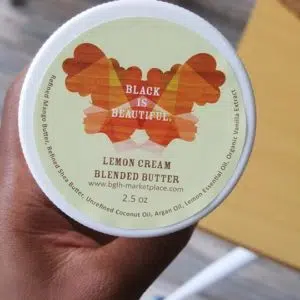 BLACK
IS
BEAUTIFUL.
LEMON CREAM
BLENDED BUTTER
www.bglh-marketplace.com
2.5 oz
Refined Mango Butter, Refined Shea Butter, Unrefined Coconut Oil, Argan Oil, Lemon Essential Oil, Organic Vanilla Extract